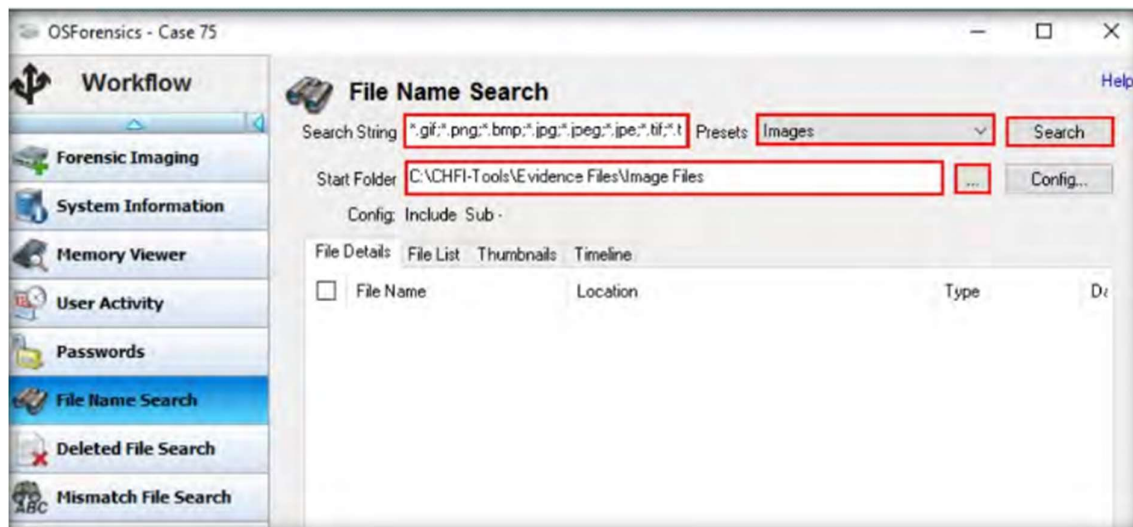 OSForensics - Case 75
Workflow
Forensic Imaging
System Information
Memory Viewer
User Activity
Passwords
File Name Search
Deleted File Search
ABC
Mismatch File Search
File Name Search
Help
Search String *.gif;*.png;*.bmp;*.jpg;*.jpeg;*.jpe;*.tif;*.t Presets Images Search
Start Folder C:\CHFI-Tools\Evidence Files\Image Files ... Config...
Config: Include Sub -
File Details File List Thumbnails Timeline
File Name Location Type Da